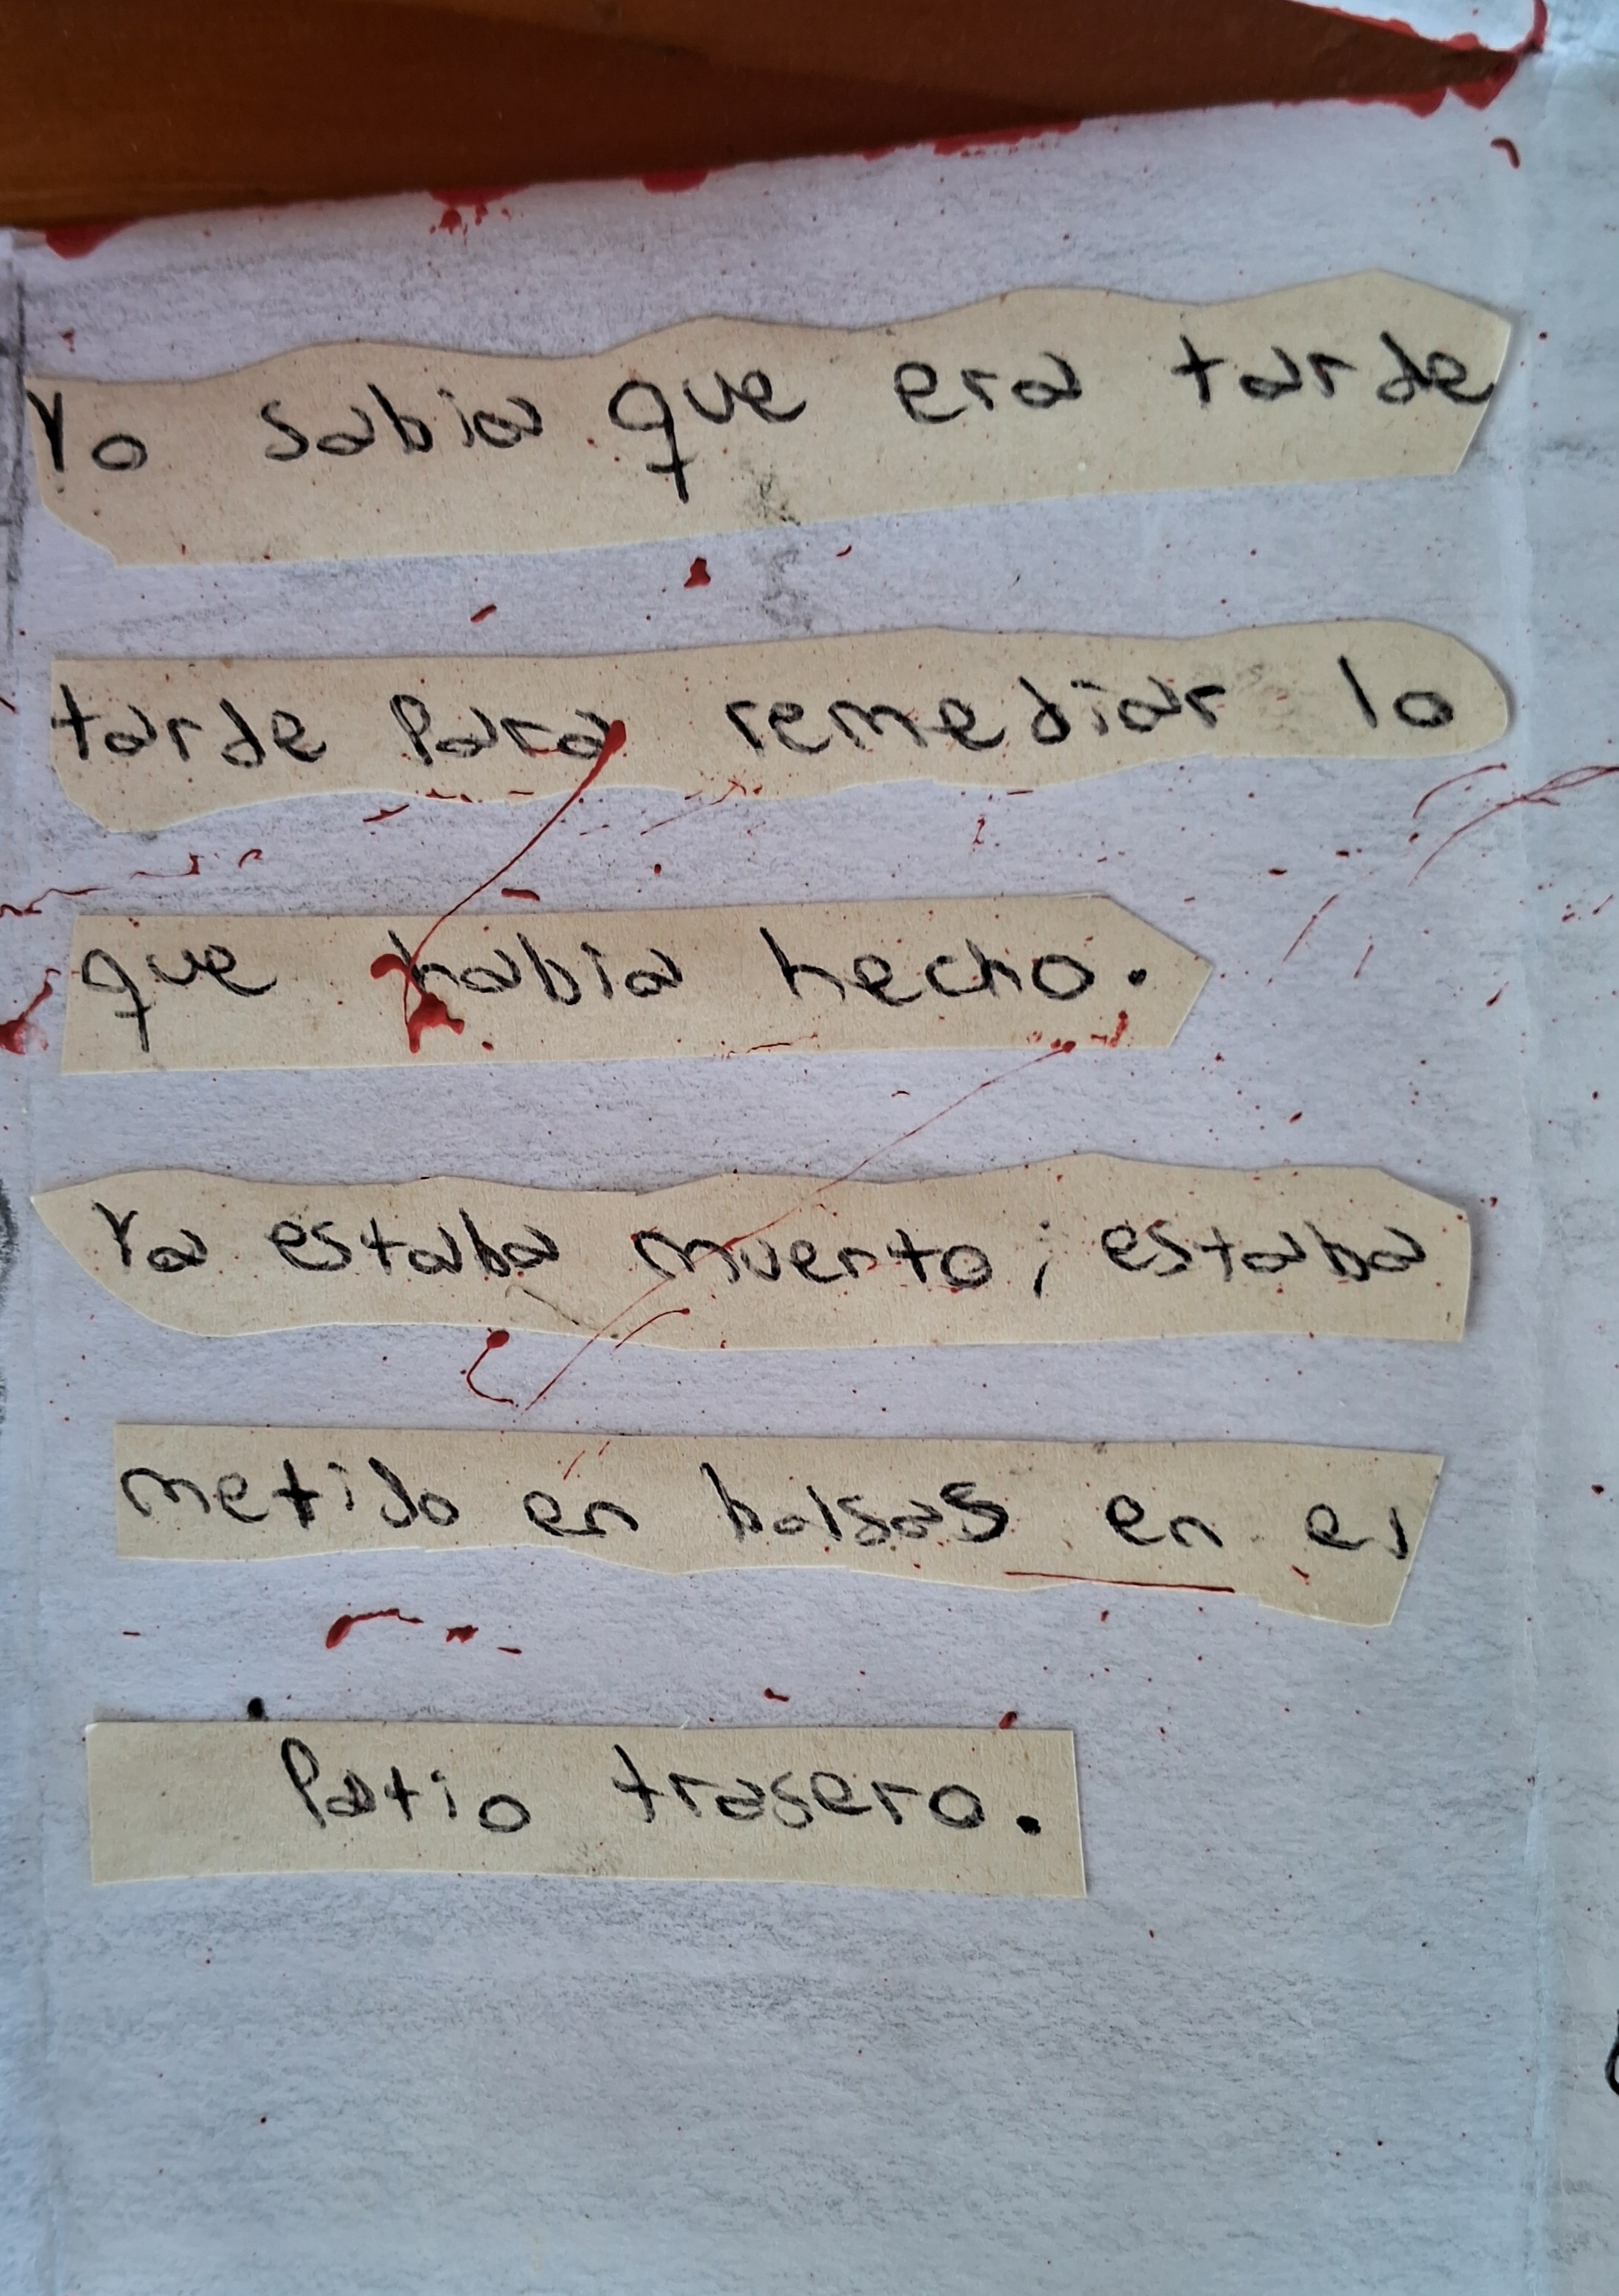 Yo sabia que era tarde
tarde para remediar lo
que habia hecho.
Ya estaba muerto; estaba
metido en bolsas en el
Patio trasero.